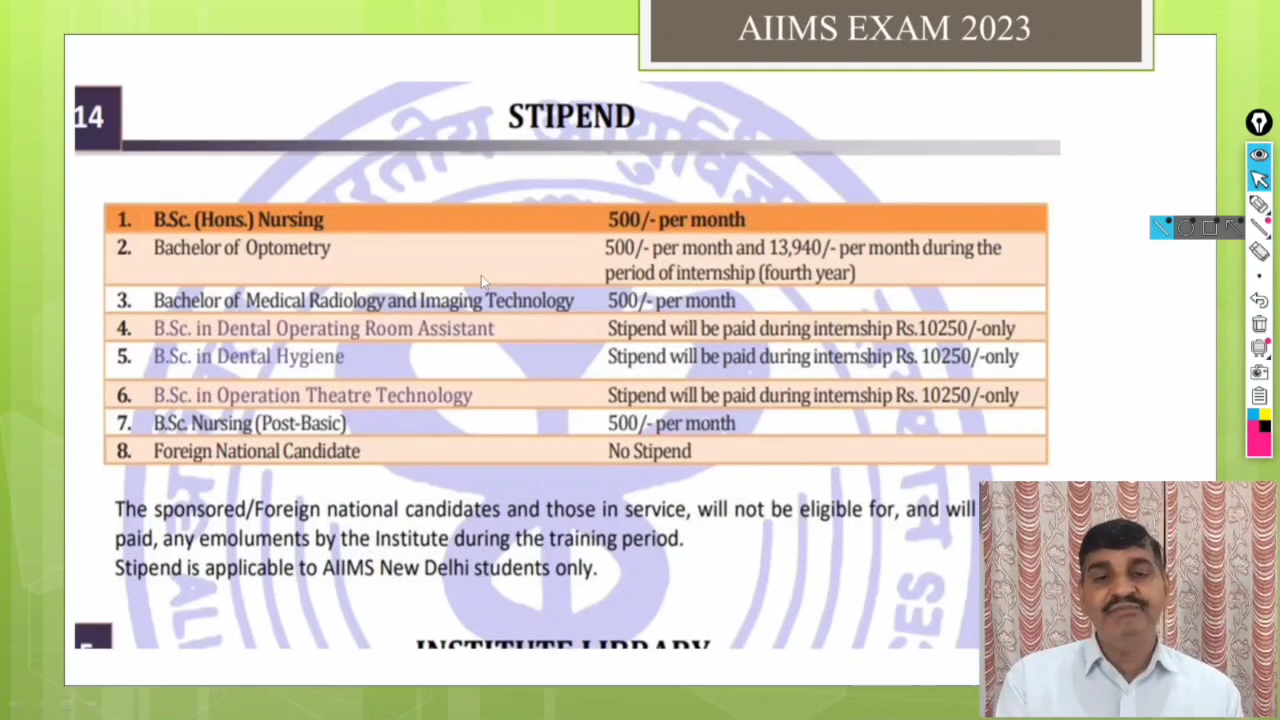 AIIMS EXAM 2023
14
STIPEND
भारतीय आयुर्विज्ञान
1. B.Sc. (Hons.) Nursing 500/- per month
2. Bachelor of Optometry 500/- per month and 13,940/- per month during the
period of internship (fourth year)
3. Bachelor of Medical Radiology and Imaging Technology 500/- per month
4. B.Sc. in Dental Operating Room Assistant Stipend will be paid during internship Rs.10250/-only
5. B.Sc. in Dental Hygiene Stipend will be paid during internship Rs. 10250/-only
6. B.Sc. in Operation Theatre Technology Stipend will be paid during internship Rs. 10250/-only
7. B.Sc. Nursing (Post-Basic) 500/- per month
8. Foreign National Candidate No Stipend
The sponsored/Foreign national candidates and those in service, will not be eligible for, and will
paid, any emoluments by the Institute during the training period.
Stipend is applicable to AIIMS New Delhi students only.
INSTITUTE LIBRARY